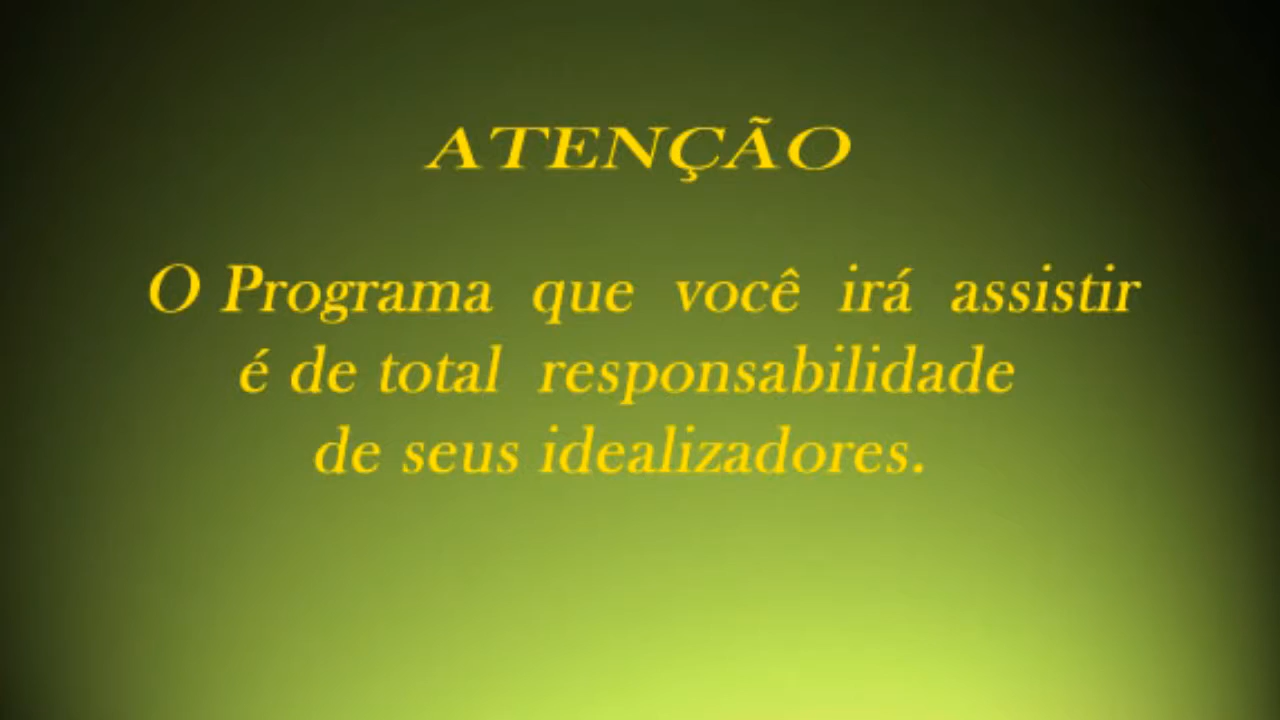 ATENÇÃO
O Programa que você irá assistir
é de total responsabilidade
de seus idealizadores.